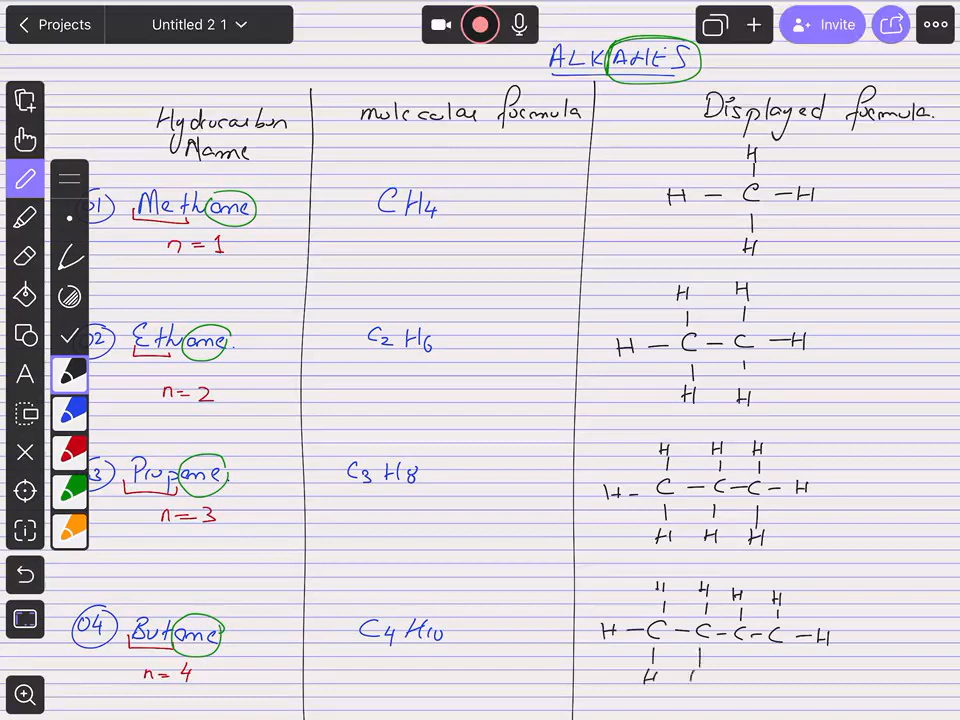 Projects
Untitled 2 1
Invite
ALKANES
Hydrocarbon Name
molecular formula
Displayed formula.
01 Methane
n = 1
CH4
H
H - C - H
H
02 Ethane.
n = 2
C2 H6
H H
H - C - C - H
H H
3 Propane.
n = 3
C3 H8
H H H
H - C - C - C - H
H H H
04 Butane
n = 4
C4 H10
H H H H
H - C - C - C - C - H
H
A